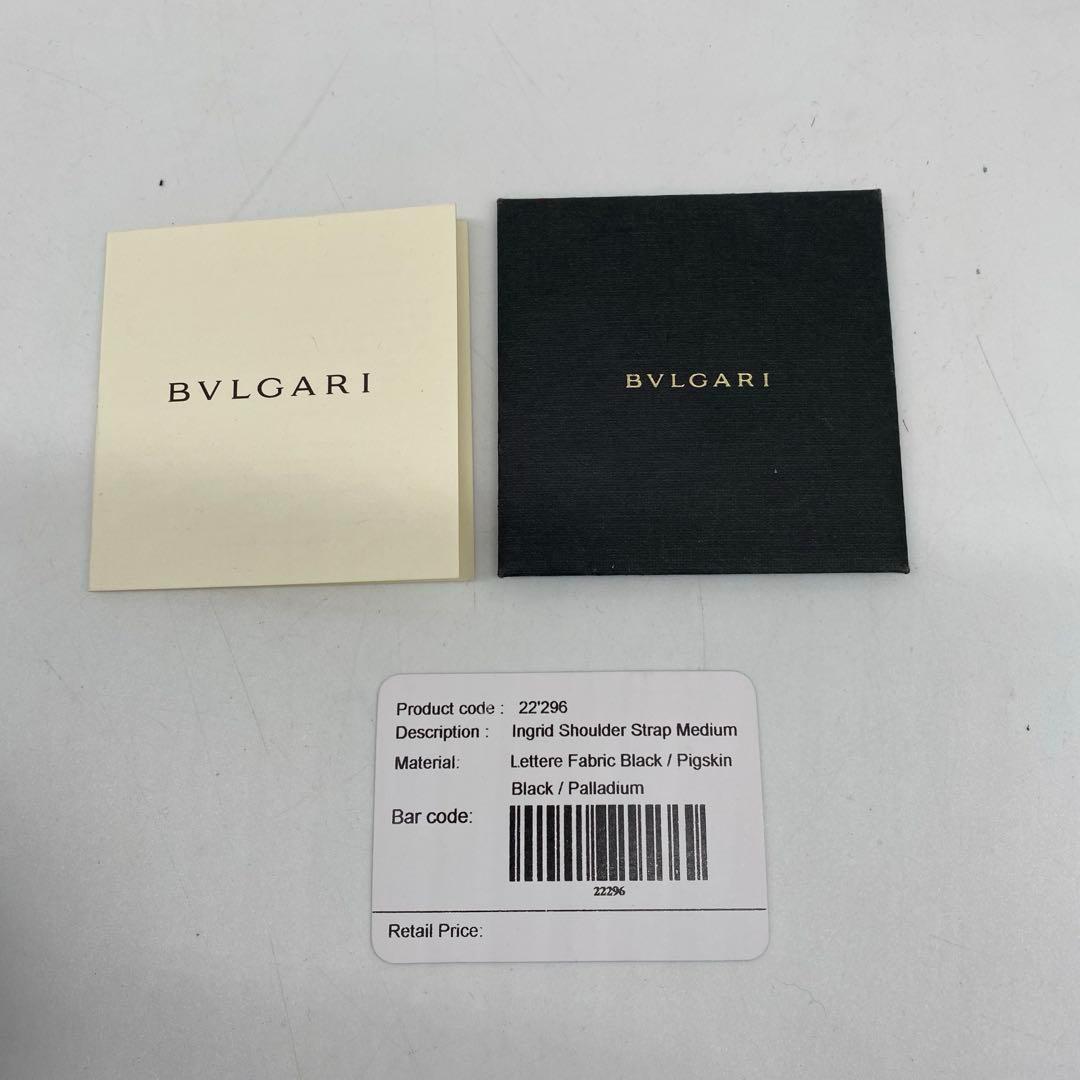 BVLGARI
BVLGARI
Product code : 22'296
Description : Ingrid Shoulder Strap Medium
Material: Lettere Fabric Black / Pigskin
Black / Palladium
Bar code:
22296
Retail Price: